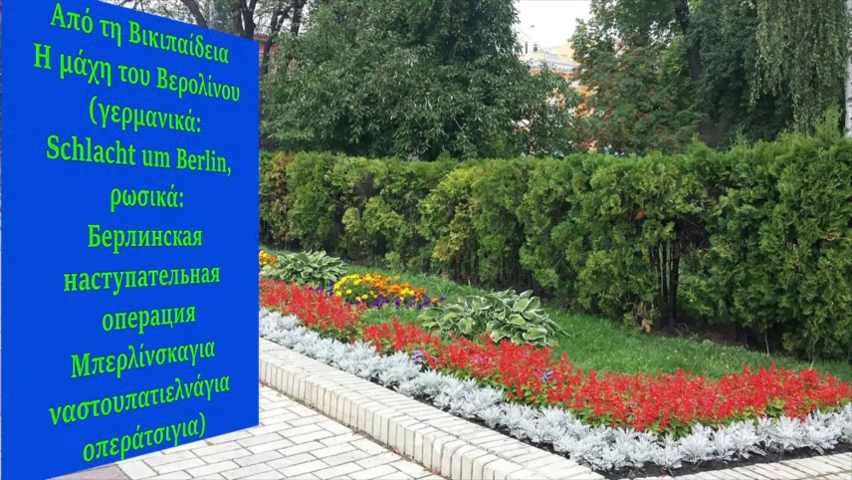 Από τη Βικιπαίδεια
Η μάχη του Βερολίνου
(γερμανικά:
Schlacht um Berlin,
ρωσικά:
Берлинская
наступательная
операция
Μπερλίνσκαγια
ναστουπατιελνάγια
οπεράτσιγια)